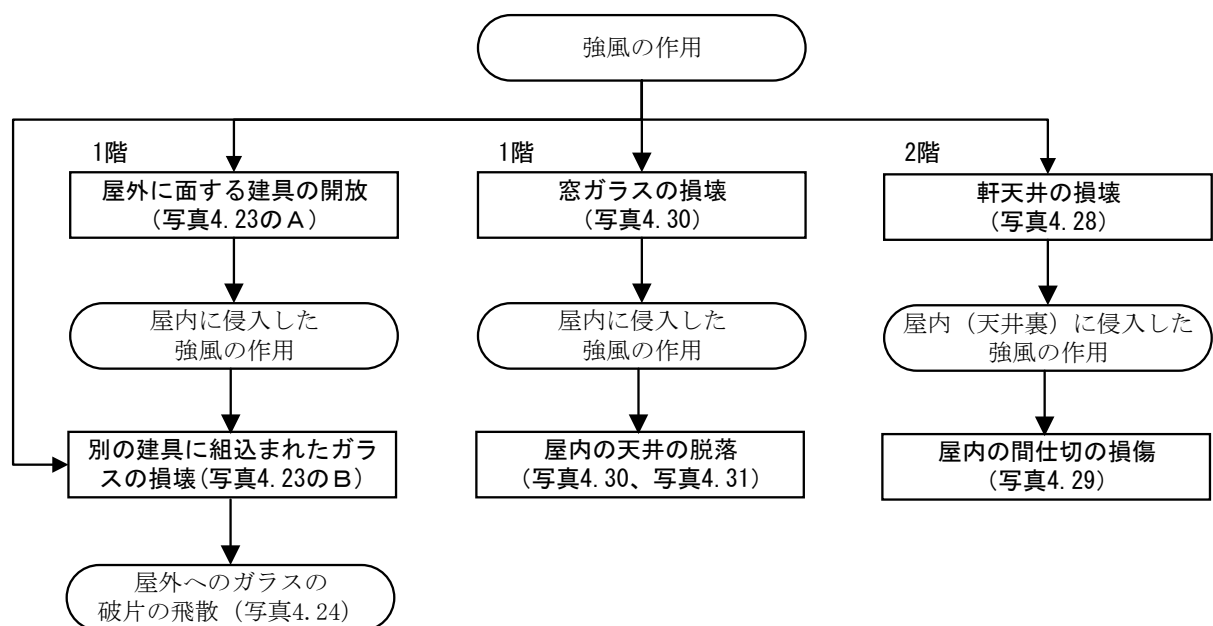 強風の作用
1階
屋外に面する建具の開放
(写真4.23のA)
屋内に侵入した
強風の作用
別の建具に組込まれたガラ
スの損壊(写真4.23のB)
屋外へのガラスの
破片の飛散（写真4.24）
1階
窓ガラスの損壊
(写真4.30)
屋内に侵入した
強風の作用
屋内の天井の脱落
(写真4.30、写真4.31)
2階
軒天井の損壊
(写真4.28)
屋内（天井裏）に侵入した
強風の作用
屋内の間仕切の損傷
(写真4.29)